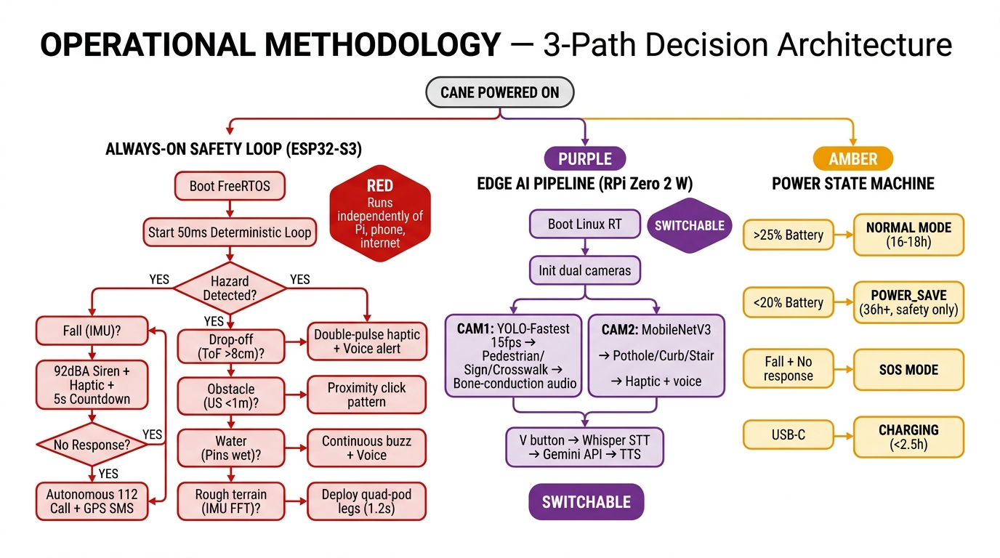 OPERATIONAL METHODOLOGY — 3-Path Decision Architecture
CANE POWERED ON
ALWAYS-ON SAFETY LOOP (ESP32-S3)
Boot FreeRTOS
Start 50ms Deterministic Loop
RED
Runs
independently of
Pi, phone,
internet
YES
Hazard
Detected?
YES
YES
Fall (IMU)?
92dBA Siren +
Haptic +
5s Countdown
No Response?
YES
YES
Autonomous 112
Call + GPS SMS
Drop-off
(ToF >8cm)?
Double-pulse haptic
+ Voice alert
Obstacle
(US <1m)?
Proximity click
pattern
Water
(Pins wet)?
Continuous buzz
+ Voice
Rough terrain
(IMU FFT)?
Deploy quad-pod
legs (1.2s)
PURPLE
EDGE AI PIPELINE (RPi Zero 2 W)
Boot Linux RT
SWITCHABLE
Init dual cameras
CAM1: YOLO-Fastest
15fps →
Pedestrian/
Sign/Crosswalk →
Bone-conduction audio
CAM2: MobileNetV3
→ Pothole/Curb/Stair
→ Haptic + voice
V button → Whisper STT
→ Gemini API → TTS
SWITCHABLE
AMBER
POWER STATE MACHINE
>25% Battery
NORMAL MODE
(16-18h)
<20% Battery
POWER_SAVE
(36h+, safety only)
Fall + No
response
SOS MODE
USB-C
CHARGING
(<2.5h)